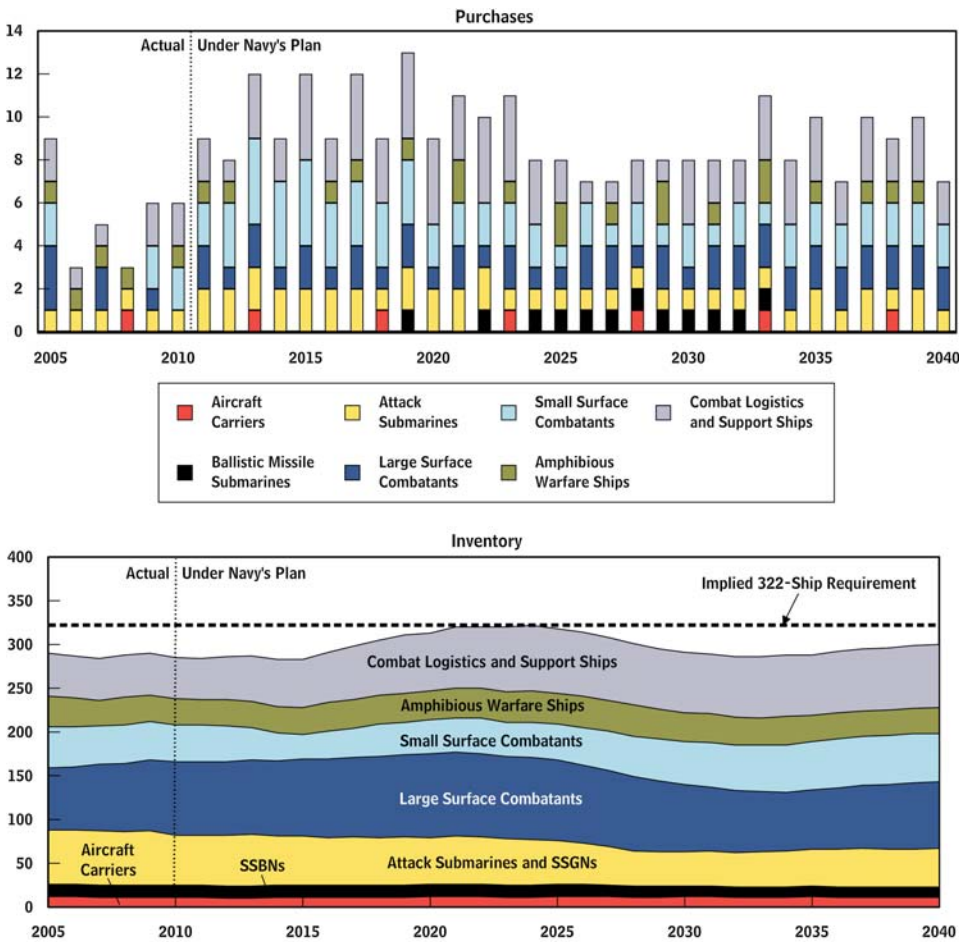 Purchases
14
Actual
Under Navy's Plan
12
10
8
6
4
2
0
2005
2010
2015
2020
2025
2030
2035
2040
Aircraft
Carriers
Attack
Submarines
Small Surface
Combatants
Combat Logistics
and Support Ships
Ballistic Missile
Submarines
Large Surface
Combatants
Amphibious
Warfare Ships
Inventory
400
Actual
Under Navy's Plan
Implied 322-Ship Requirement
350
300
Combat Logistics and Support Ships
250
Amphibious Warfare Ships
200
Small Surface Combatants
150
Large Surface Combatants
100
Aircraft
Carriers
SSBNs
Attack Submarines and SSGNs
50
0
2005
2010
2015
2020
2025
2030
2035
2040